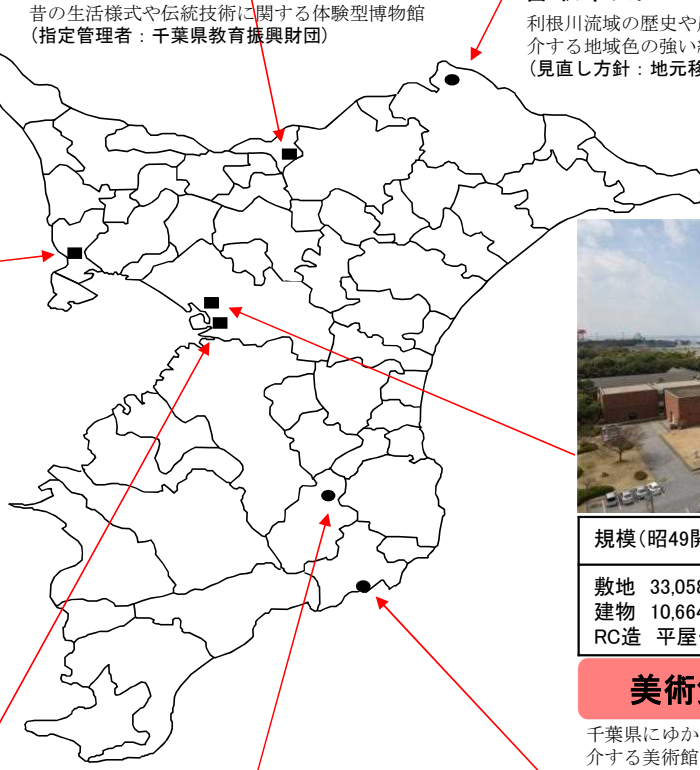 昔の生活様式や伝統技術に関する体験型博物館
(指定管理者：千葉県教育振興財団)
利根川流域の歴史や
介する地域色の強い
(見直し方針：地元移
規模(昭49開
敷地 33,058
建物 10,664
RC造 平屋
美術
千葉県にゆか
介する美術館